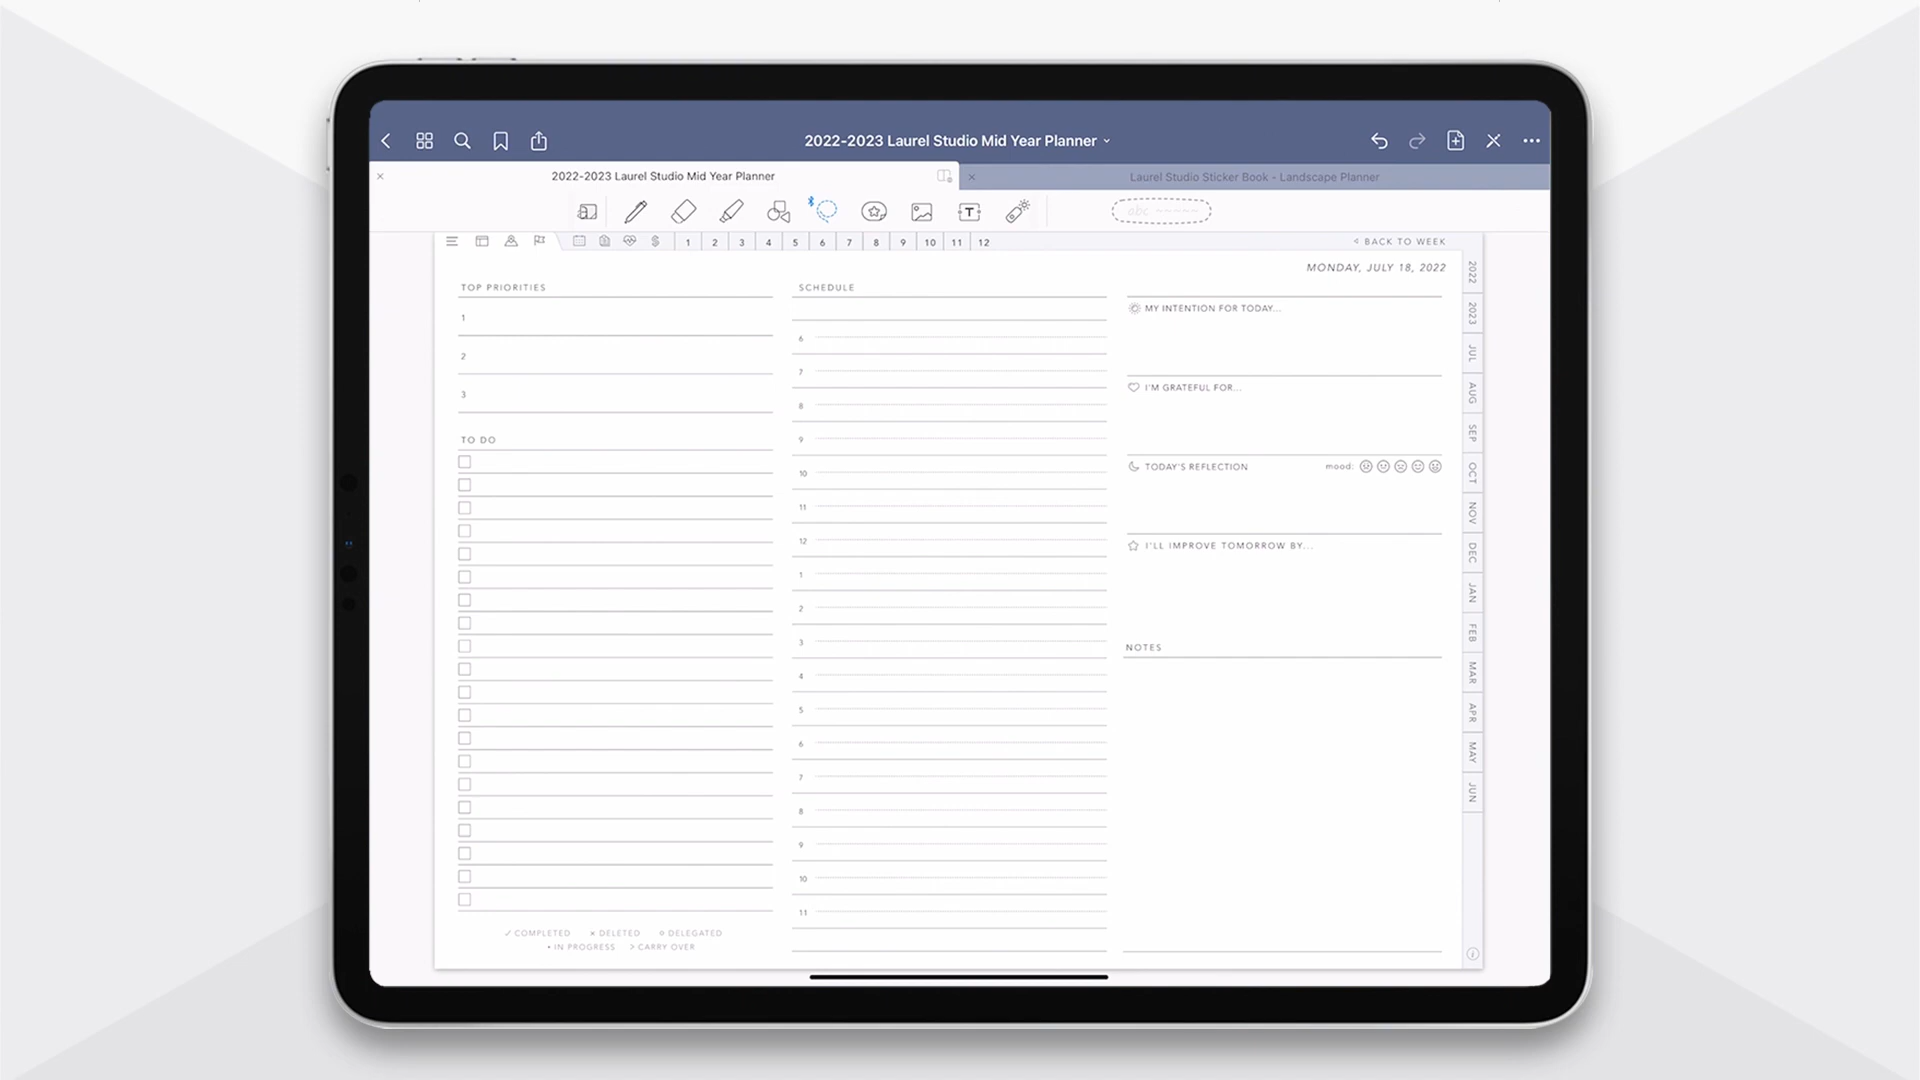 2022-2023 Laurel Studio Mid Year Planner
2022-2023 Laurel Studio Mid Year Planner
Laurel Studio Sticker Book - Landscape Planner
T
abc
$ 1 2 3 4 5 6 7 8 9 10 11 12
< BACK TO WEEK
MONDAY, JULY 18, 2022
TOP PRIORITIES
1
2
3
TO DO
✓ COMPLETED × DELETED ◊ DELEGATED
• IN PROGRESS > CARRY OVER
SCHEDULE
6
7
8
9
10
11
12
1
2
3
4
5
6
7
8
9
10
11
MY INTENTION FOR TODAY...
I'M GRATEFUL FOR...
TODAY'S REFLECTION mood:
I'LL IMPROVE TOMORROW BY...
NOTES
2022
2023
JUL
AUG
SEP
OCT
NOV
DEC
JAN
FEB
MAR
APR
MAY
JUN
i